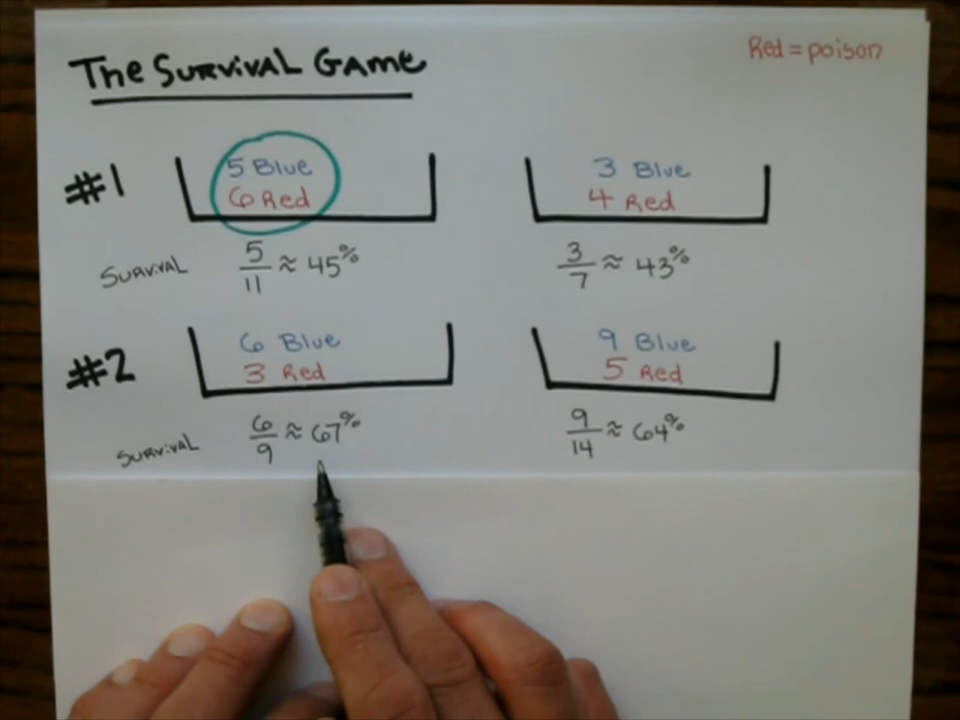 The Survival Game
Red = poison
#1
5 Blue
6 Red
3 Blue
4 Red
Survival
5/11 ≈ 45%
3/7 ≈ 43%
#2
6 Blue
3 Red
9 Blue
5 Red
Survival
6/9 ≈ 67%
9/14 ≈ 64%